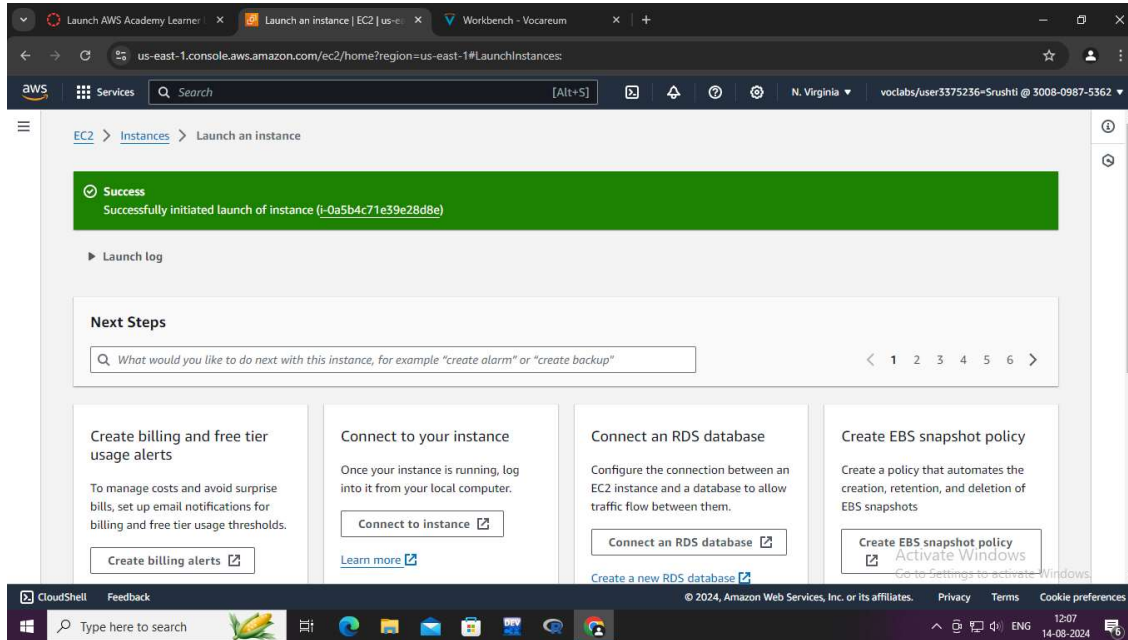 Launch AWS Academy Learner
Launch an instance | EC2 | us-ea
Workbench - Vocareum
us-east-1.console.aws.amazon.com/ec2/home?region=us-east-1#LaunchInstances:
aws
Services
Search
[Alt+S]
N. Virginia
voclabs/user3375236=Srushti @ 3008-0987-5362
EC2 > Instances > Launch an instance
Success
Successfully initiated launch of instance (i-0a5b4c71e39e28d8e)
Launch log
Next Steps
What would you like to do next with this instance, for example "create alarm" or "create backup"
1 2 3 4 5 6
Create billing and free tier
usage alerts
To manage costs and avoid surprise
bills, set up email notifications for
billing and free tier usage thresholds.
Create billing alerts
Connect to your instance
Once your instance is running, log
into it from your local computer.
Connect to instance
Learn more
Connect an RDS database
Configure the connection between an
EC2 instance and a database to allow
traffic flow between them.
Connect an RDS database
Create a new RDS database
Create EBS snapshot policy
Create a policy that automates the
creation, retention, and deletion of
EBS snapshots
Create EBS snapshot policy
Activate Windows
Go to Settings to activate Windows.
CloudShell
Feedback
© 2024, Amazon Web Services, Inc. or its affiliates.
Privacy
Terms
Cookie preferences
Type here to search
DEV
ENG
12:07
14-08-2024
6